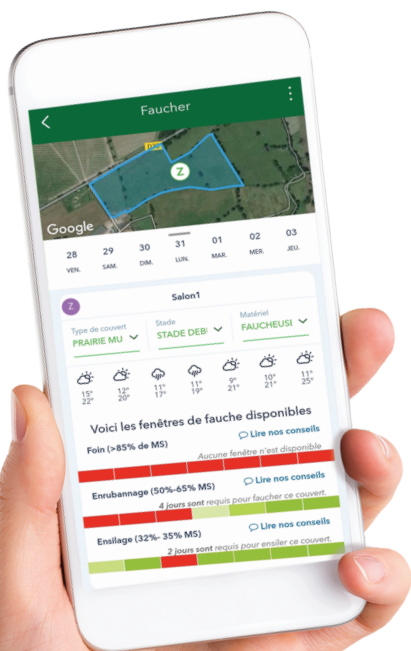 Faucher
D38
Z
Google
28 29 30 31 01 02 03
VEN. SAM. DIM. LUN. MAR. MER. JEU.
Z Salon1
Type de couvert Stade Matériel
PRAIRIE MU STADE DEB FAUCHEUSI
15° 12° 11° 11° 9° 10° 11°
22° 20° 17° 19° 21° 21° 25°
Voici les fenêtres de fauche disponibles
Foin (>85% de MS) Lire nos conseils
Aucune fenêtre n'est disponible
Enrubannage (50%-65% MS) Lire nos conseils
4 jours sont requis pour faucher ce couvert.
Ensilage (32%- 35% MS) Lire nos conseils
2 jours sont requis pour ensiler ce couvert.